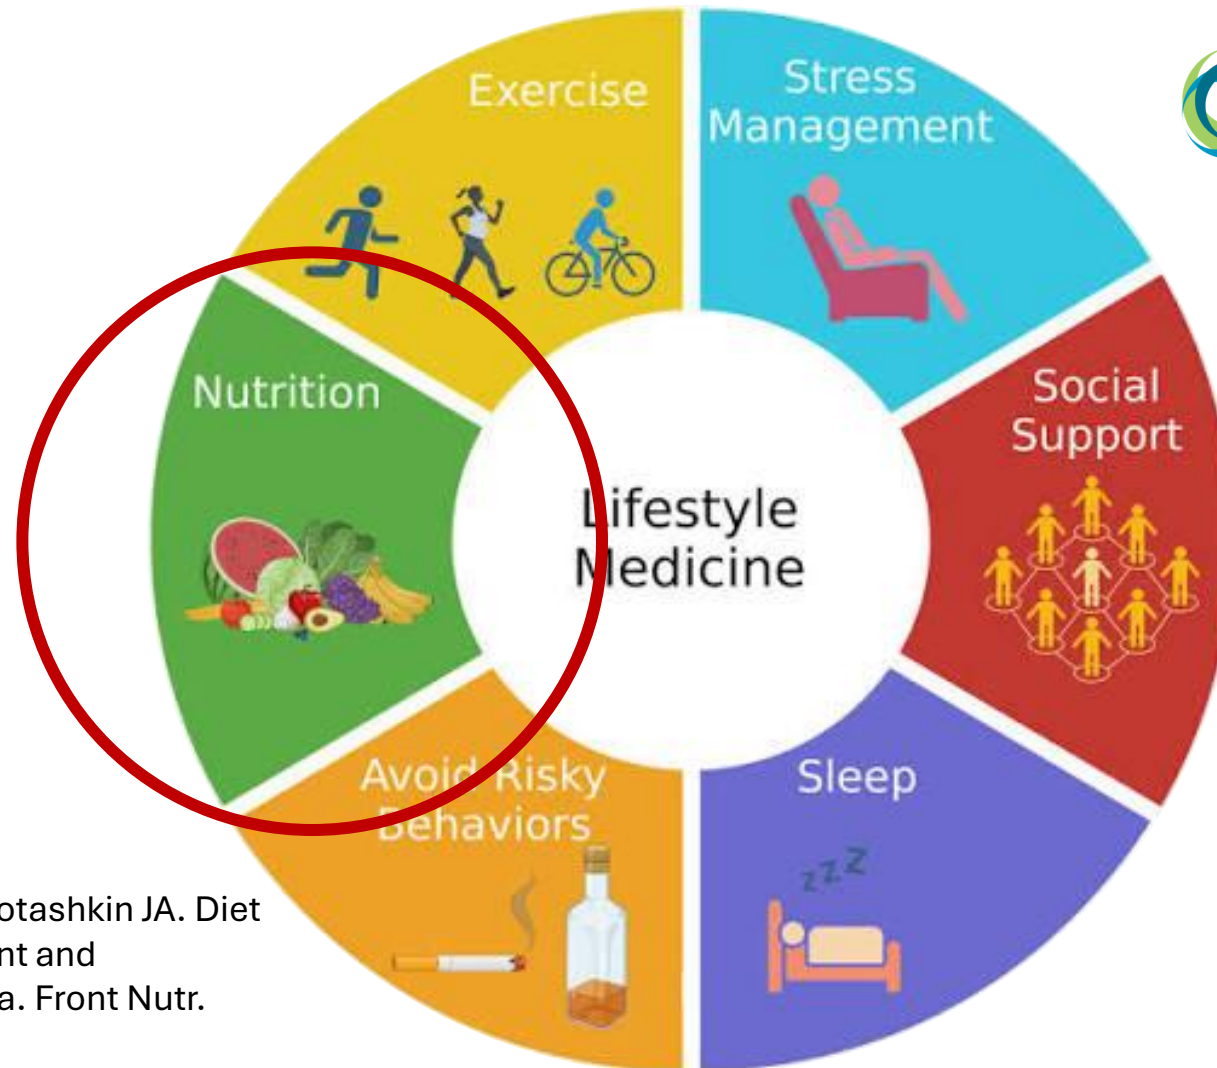 Exercise
Stress
Management
Nutrition
Social
Support
Lifestyle
Medicine
Avoid Risky
Behaviors
Sleep
zzz
otashkin JA. Diet
nt and
a. Front Nutr.